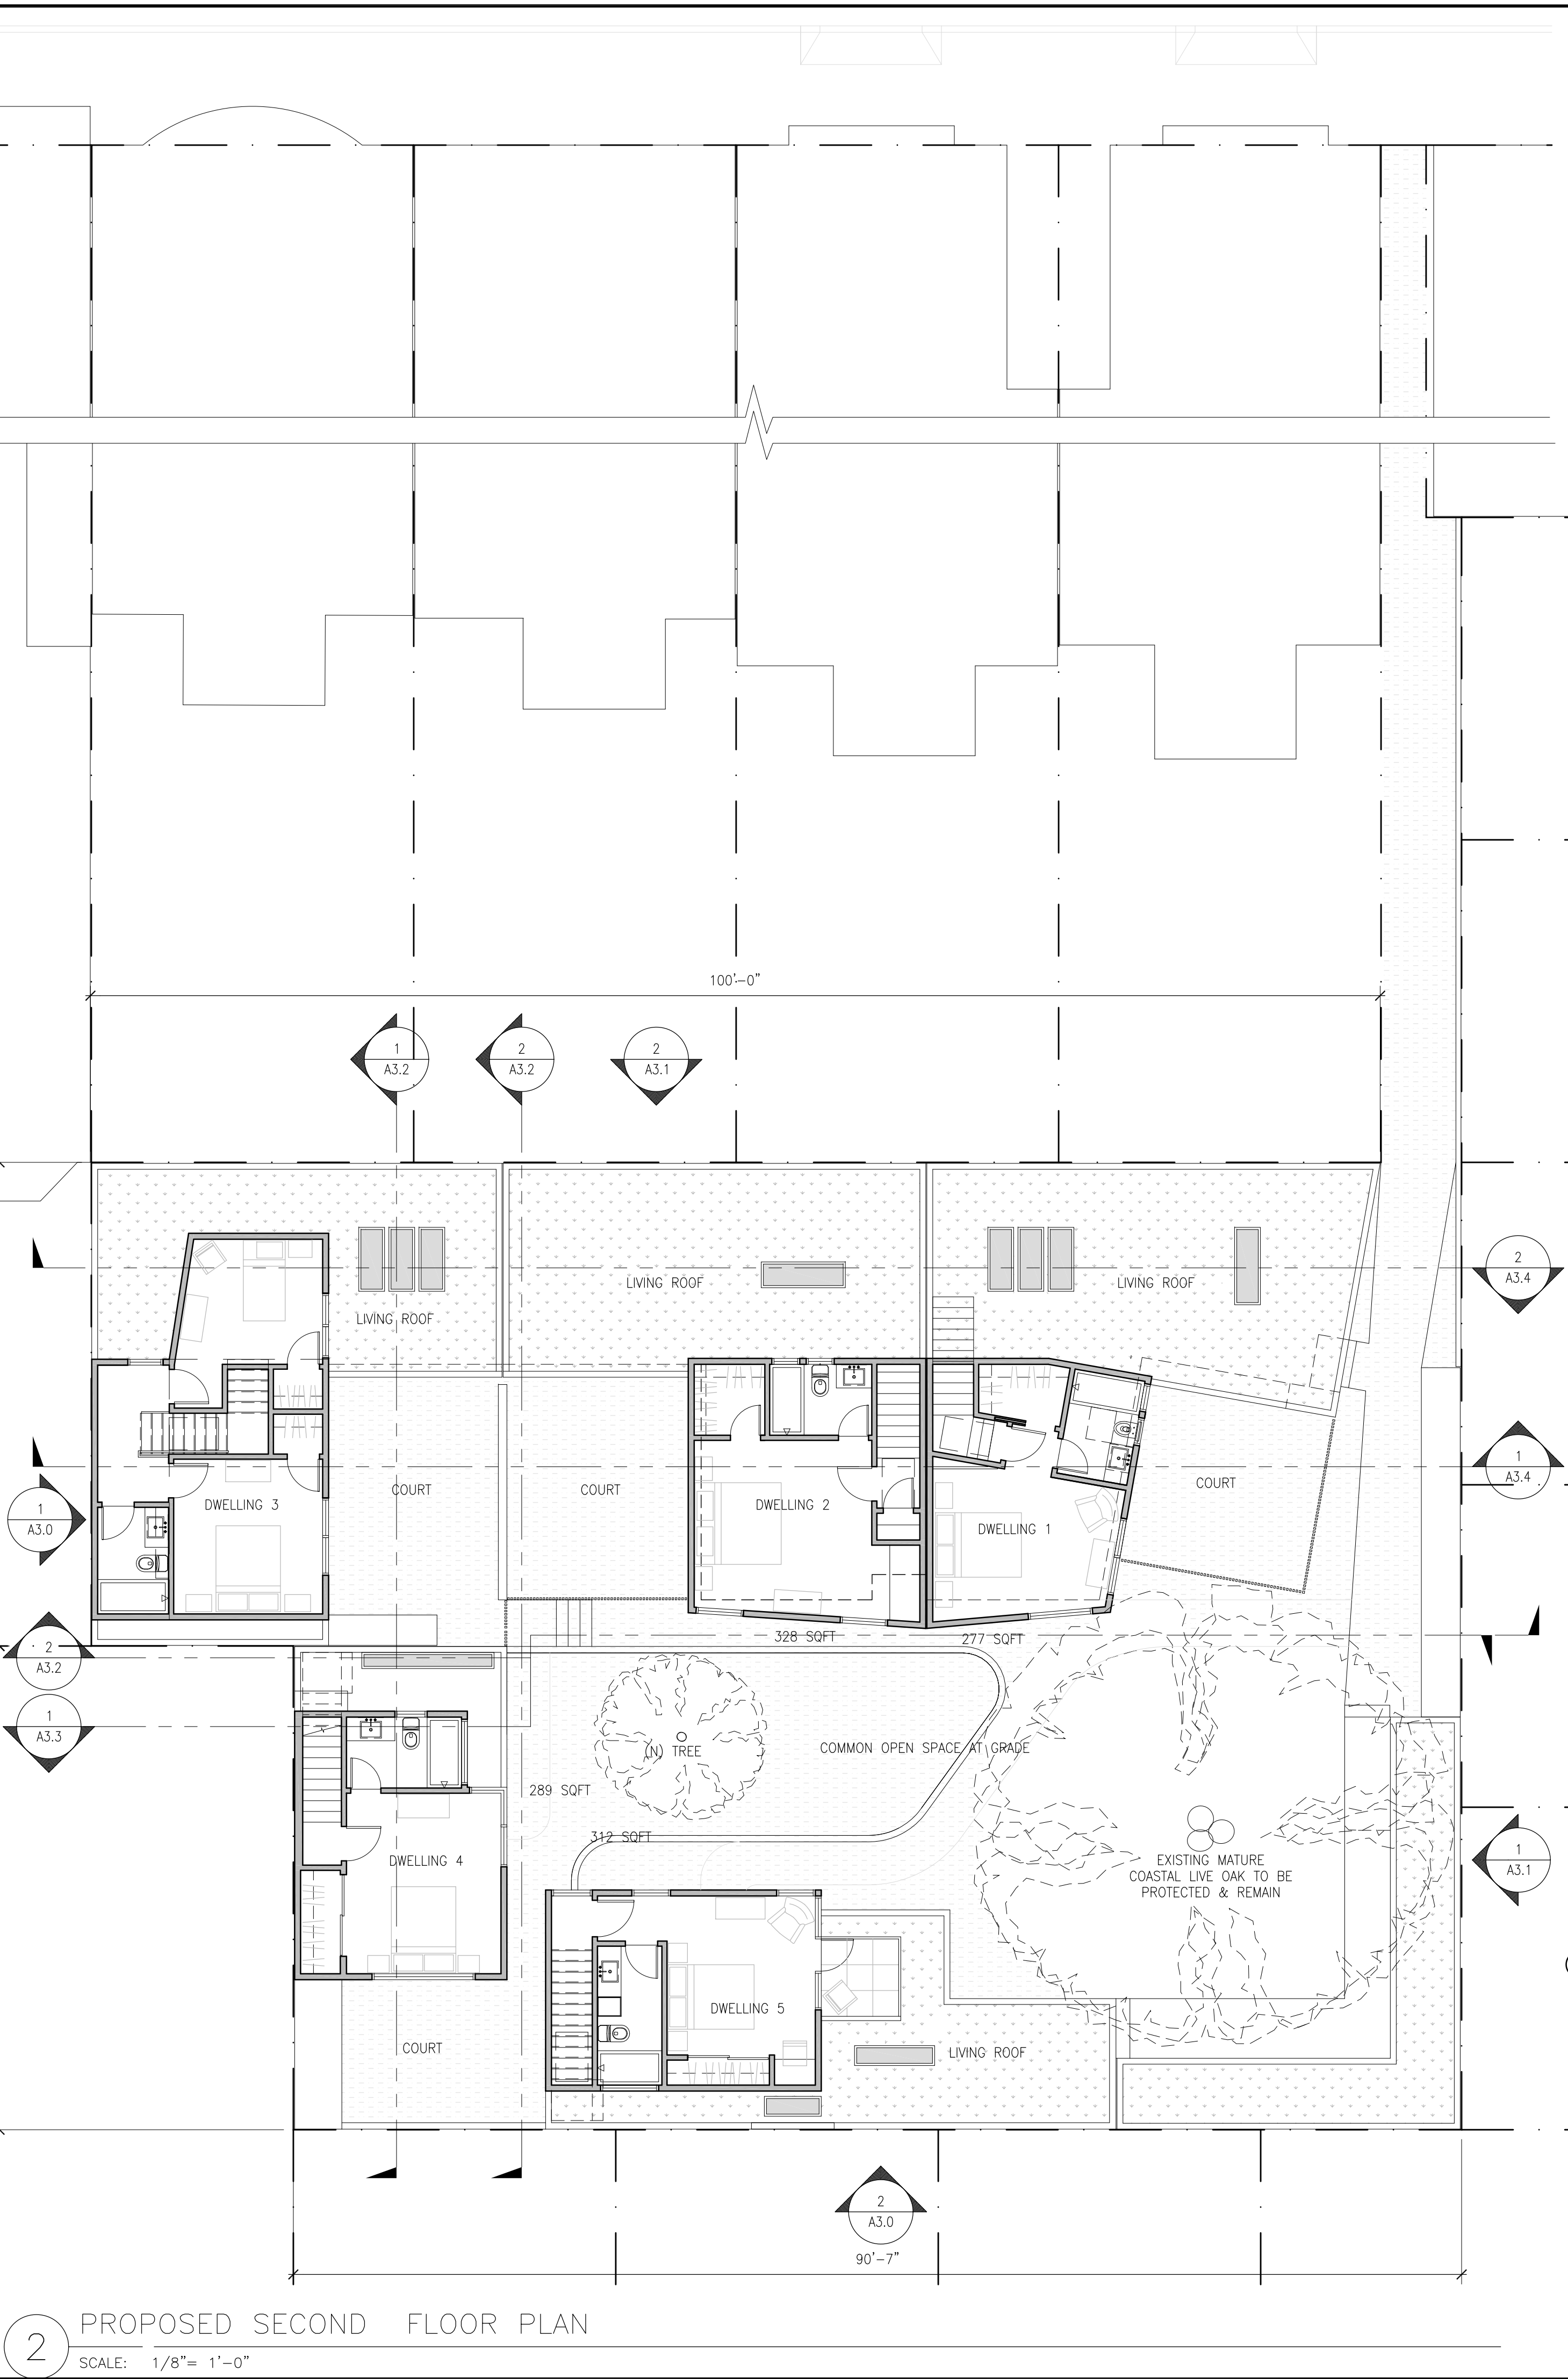 100'-0"
1
A3.2
2
A3.2
2
A3.1
LIVING ROOF
LIVING ROOF
LIVING ROOF
2
A3.4
1
A3.4
1
A3.0
COURT
COURT
COURT
DWELLING 3
DWELLING 2
DWELLING 1
328 SQFT
277 SQFT
2
A3.2
1
A3.3
(N) TREE
COMMON OPEN SPACE AT GRADE
289 SQFT
312 SQFT
DWELLING 4
EXISTING MATURE
COASTAL LIVE OAK TO BE
PROTECTED & REMAIN
1
A3.1
DWELLING 5
COURT
LIVING ROOF
2
A3.0
90'-7"
2
PROPOSED SECOND FLOOR PLAN
SCALE: 1/8"= 1'-0"